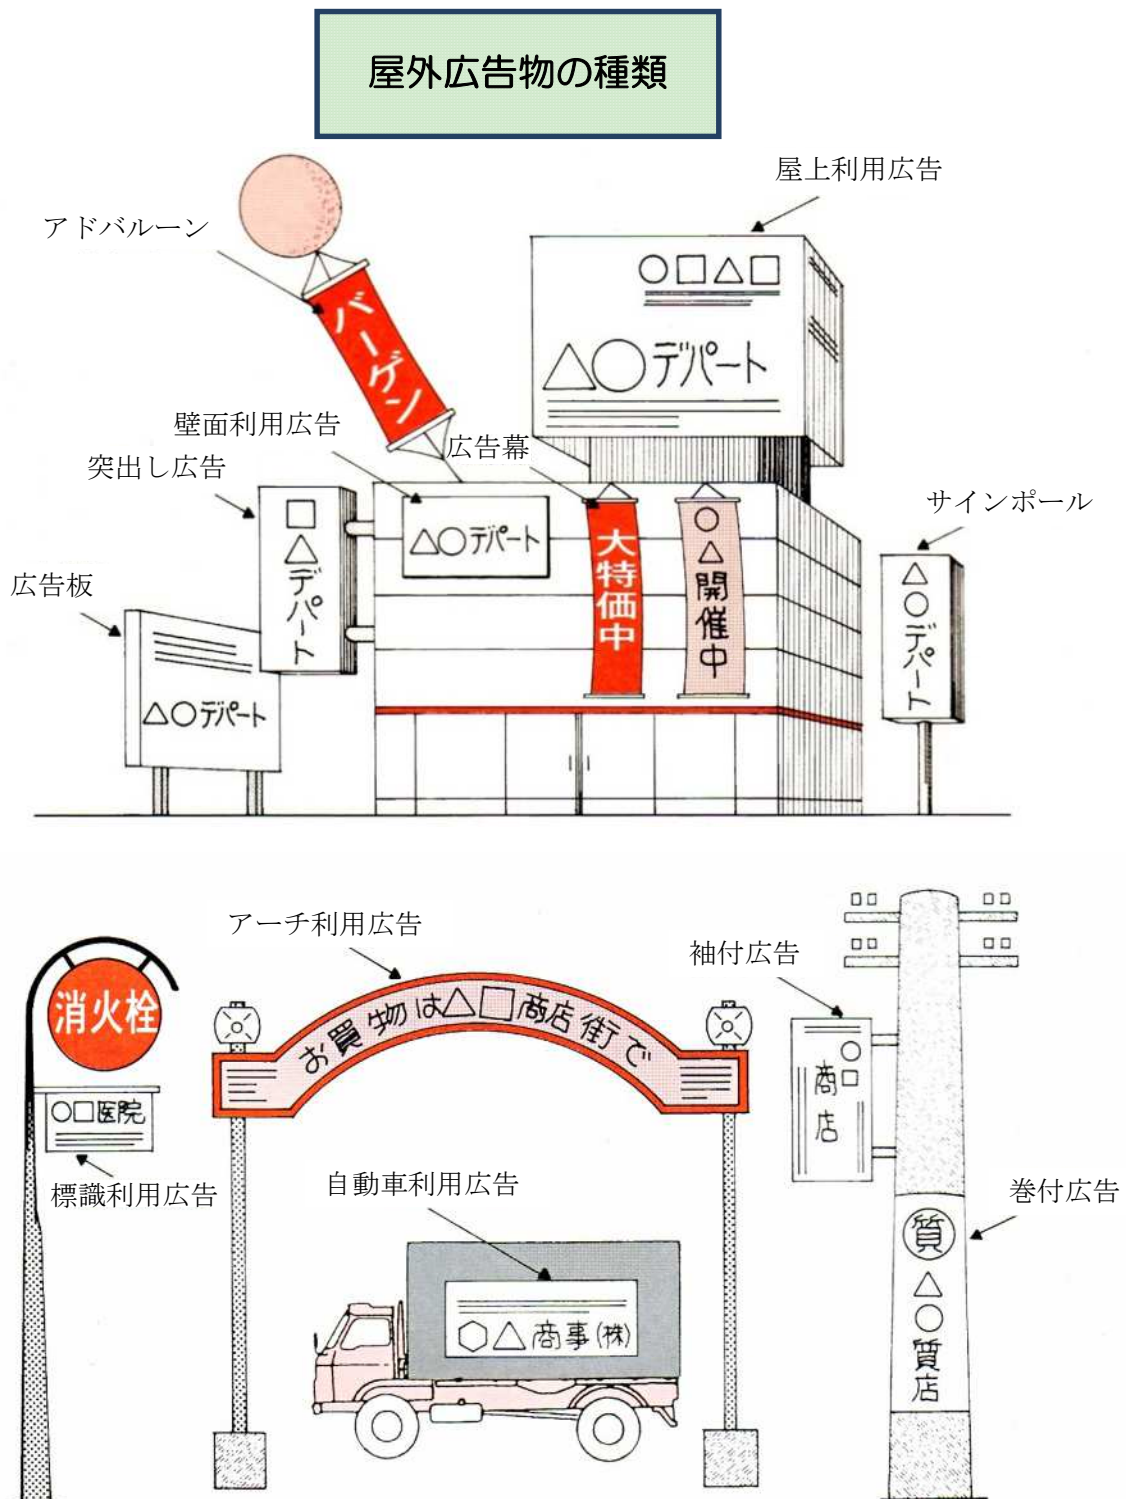 屋外広告物の種類
屋上利用広告
アドバルーン
○□△□
バーゲン
△○デパート
壁面利用広告
広告幕
突出し広告
サインポール
□△デパート
△○デパート
大特価中
○△開催中
△○デパート
広告板
△○デパート
アーチ利用広告
袖付広告
消火栓
お買物は△□商店街で
○□商店
○□医院
標識利用広告
自動車利用広告
巻付広告
質
△○質店
⬡△商事(株)